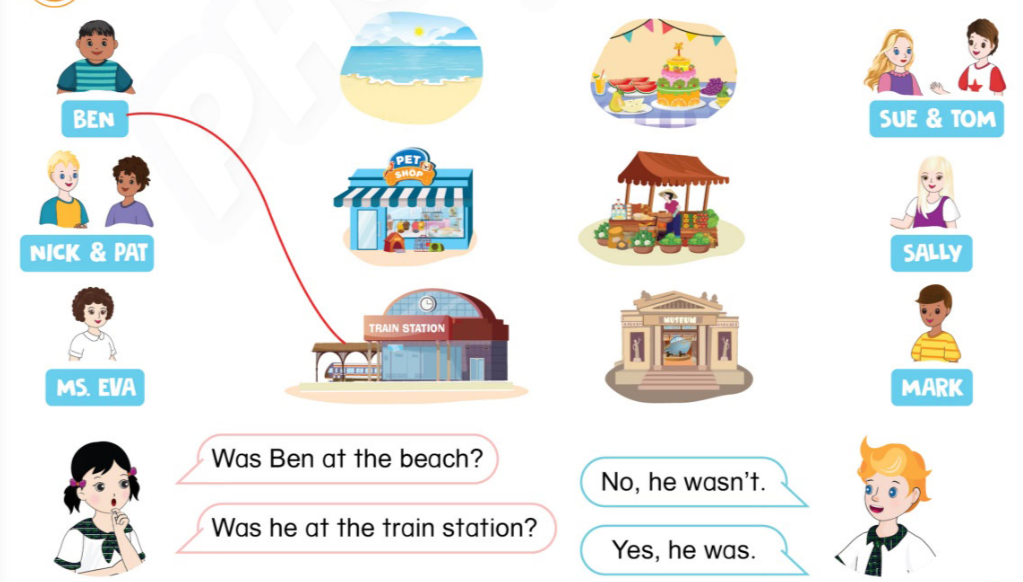 BEN
SUE & TOM
PET
SHOP
NICK & PAT
SALLY
TRAIN STATION
MUSEUM
MS. EVA
MARK
Was Ben at the beach?
No, he wasn't.
Was he at the train station?
Yes, he was.